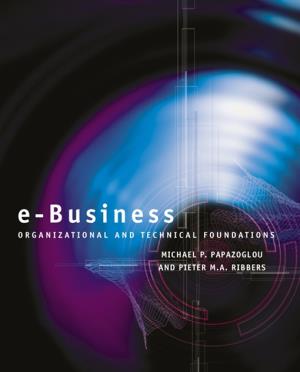 e-Business
ORGANIZATIONAL AND TECHNICAL FOUNDATIONS
MICHAEL P. PAPAZOGLOU
AND PIETER M.A. RIBBERS